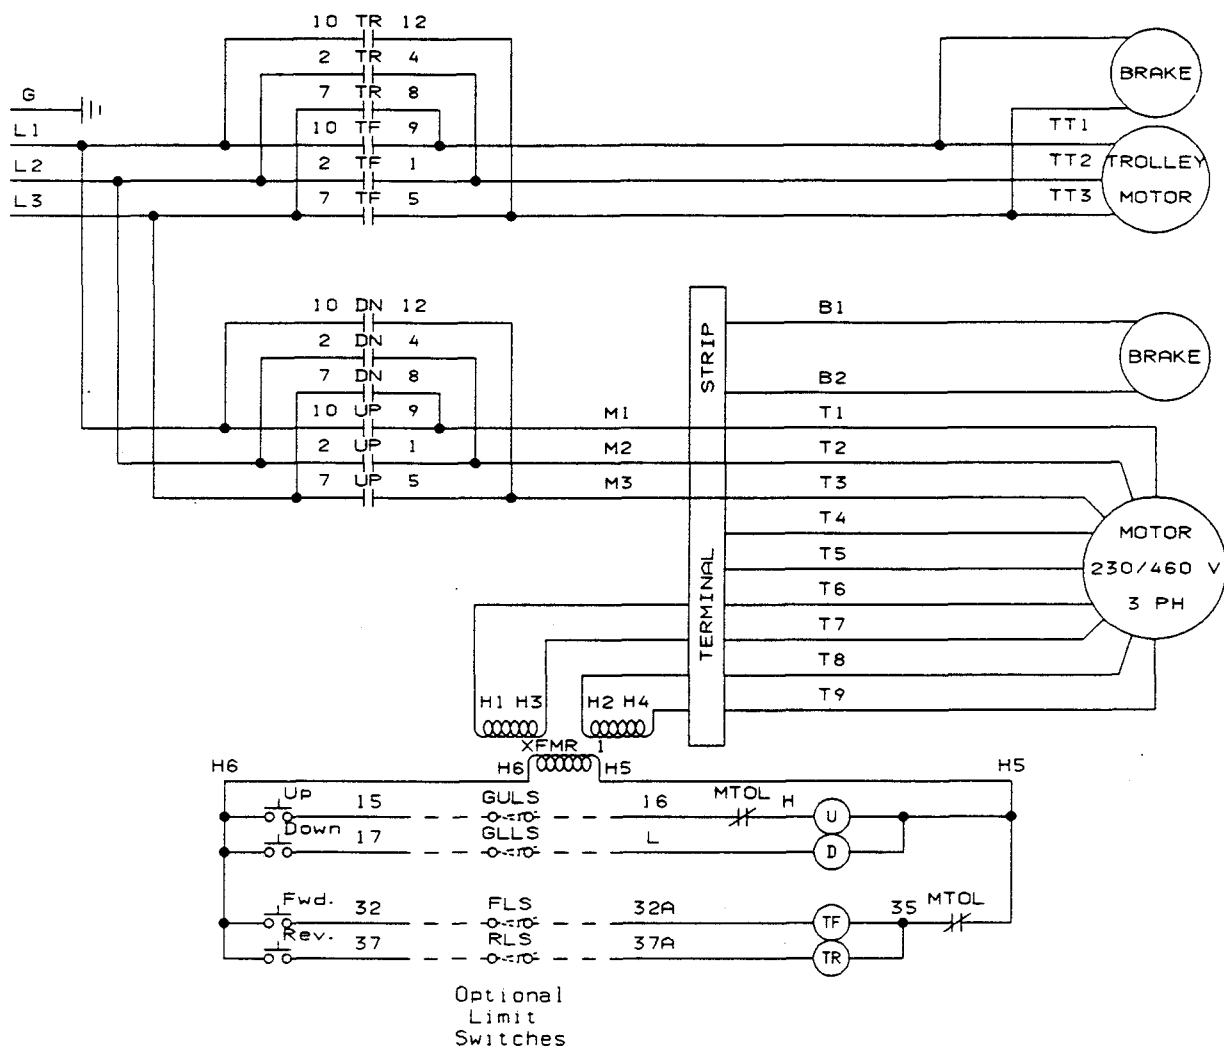 10 TR 12
2 TR 4
7 TR 8
10 TF 9
2 TF 1
7 TF 5
G
L1
L2
L3
BRAKE
TT1
TT2
TT3
TROLLEY
MOTOR
10 DN 12
2 DN 4
7 DN 8
10 UP 9
2 UP 1
7 UP 5
M1
M2
M3
TERMINAL STRIP
B1
B2
BRAKE
T1
T2
T3
T4
T5
T6
T7
T8
T9
MOTOR
230/460 V
3 PH
H1 H3
H2 H4
XFMR 1
H6
H6
H5
H5
Up 15 GULS 16 MTOL H U
Down 17 GLLS L D
Fwd. 32 FLS 32A TF 35 MTOL
Rev. 37 RLS 37A TR
Optional
Limit
Switches